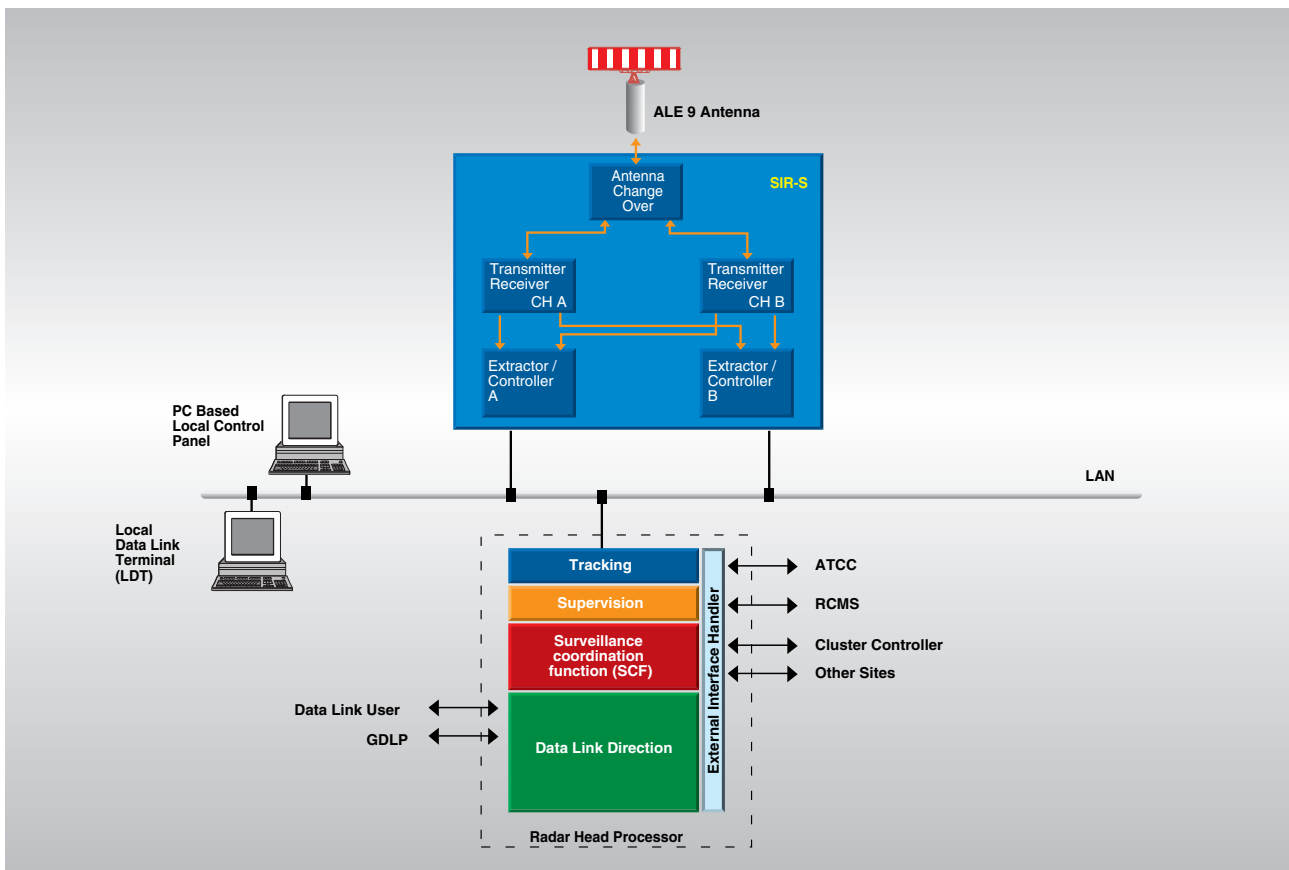 ALE 9 Antenna
Antenna
Change
Over
SIR-S
Transmitter
Receiver
CH A
Transmitter
Receiver
CH B
Extractor /
Controller
A
Extractor /
Controller
B
PC Based
Local Control
Panel
LAN
Local
Data Link
Terminal
(LDT)
Tracking
Supervision
Surveillance
coordination
function (SCF)
Data Link Direction
External Interface Handler
ATCC
RCMS
Cluster Controller
Other Sites
Data Link User
GDLP
Radar Head Processor